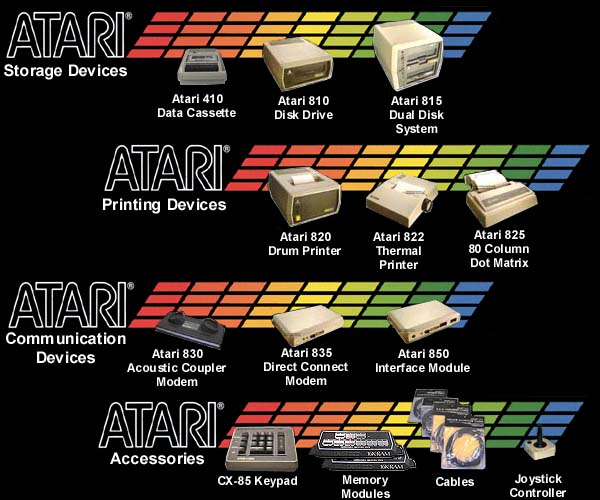 ATARI®
Storage Devices
Atari 410
Data Cassette
Atari 810
Disk Drive
Atari 815
Dual Disk
System
ATARI®
Printing Devices
Atari 820
Drum Printer
Atari 822
Thermal
Printer
Atari 825
80 Column
Dot Matrix
ATARI®
Communication
Devices
Atari 830
Acoustic Coupler
Modem
Atari 835
Direct Connect
Modem
Atari 850
Interface Module
ATARI®
Accessories
CX-85 Keypad
16K RAM
Memory
Modules
Cables
Joystick
Controller